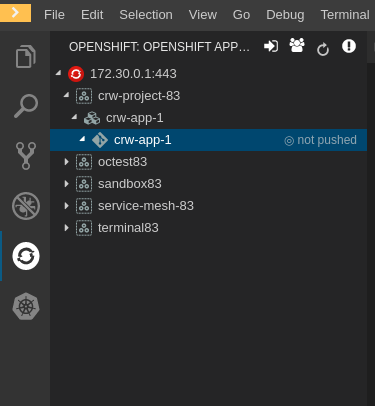 File Edit Selection View Go Debug Terminal
OPENSHIFT: OPENSHIFT APP...
172.30.0.1:443
crw-project-83
crw-app-1
crw-app-1 not pushed
octest83
sandbox83
service-mesh-83
terminal83